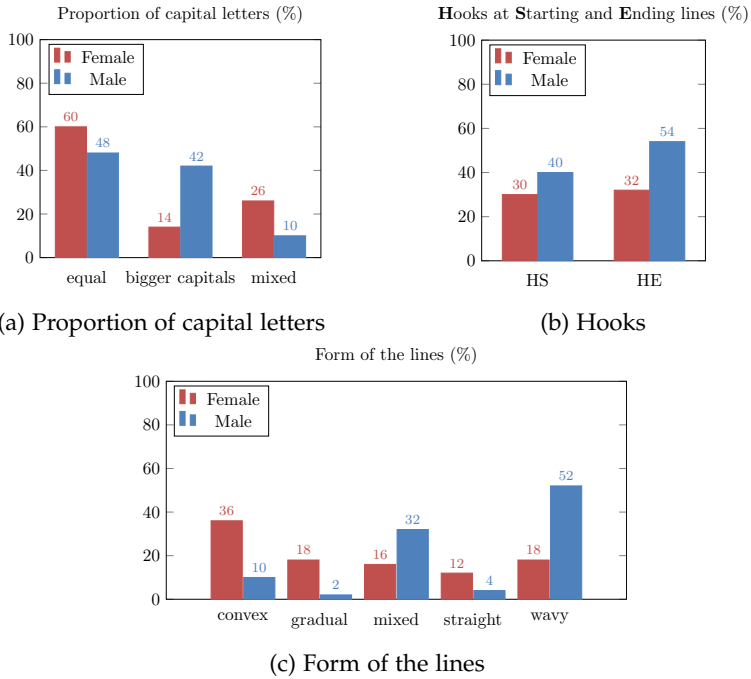 Proportion of capital letters (%)
100
80
60
40
20
0
Female
Male
60
48
14
42
26
10
equal bigger capitals mixed
a) Proportion of capital letters
Hooks at Starting and Ending lines (%)
100
80
60
40
20
0
Female
Male
30
40
32
54
HS HE
(b) Hooks
Form of the lines (%)
100
80
60
40
20
0
Female
Male
36
10
18
2
16
32
12
4
18
52
convex gradual mixed straight wavy
(c) Form of the lines